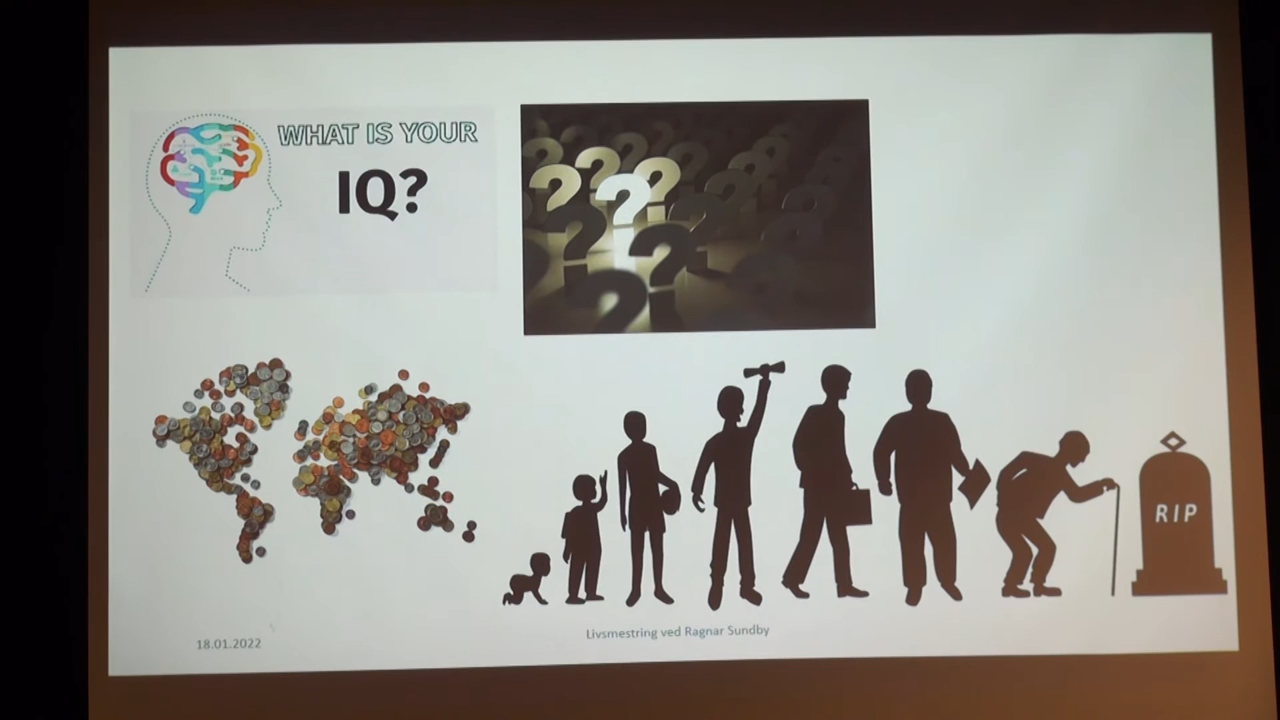 WHAT IS YOUR
IQ?
RIP
18.01.2022
Livsmestring ved Ragnar Sundby